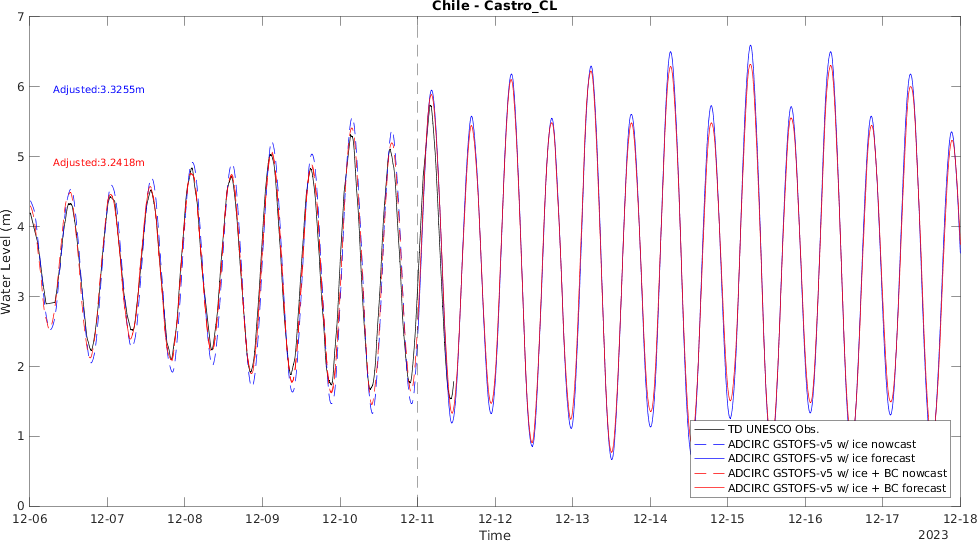 Chile - Castro_CL
7
6
5
4
3
2
1
0
Water Level (m)
Adjusted:3.3255m
Adjusted:3.2418m
TD UNESCO Obs.
ADCIRC GSTOFS-v5 w/ ice nowcast
ADCIRC GSTOFS-v5 w/ ice forecast
ADCIRC GSTOFS-v5 w/ ice + BC nowcast
ADCIRC GSTOFS-v5 w/ ice + BC forecast
12-06 12-07 12-08 12-09 12-10 12-11 12-12 12-13 12-14 12-15 12-16 12-17 12-18
Time
2023